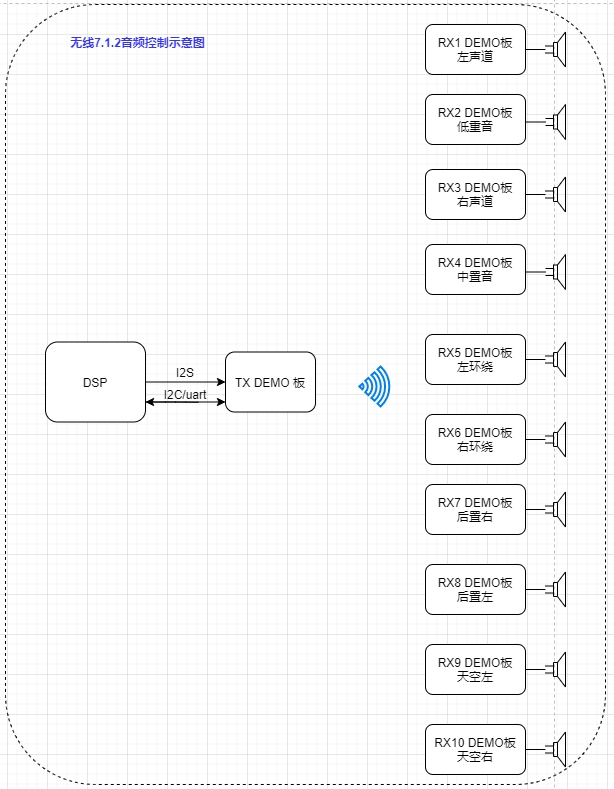 无线7.1.2音频控制示意图
RX1 DEMO板
左声道
RX2 DEMO板
低重音
RX3 DEMO板
右声道
RX4 DEMO板
中置音
DSP
I2S
I2C/uart
TX DEMO 板
RX5 DEMO板
左环绕
RX6 DEMO板
右环绕
RX7 DEMO板
后置右
RX8 DEMO板
后置左
RX9 DEMO板
天空左
RX10 DEMO板
天空右